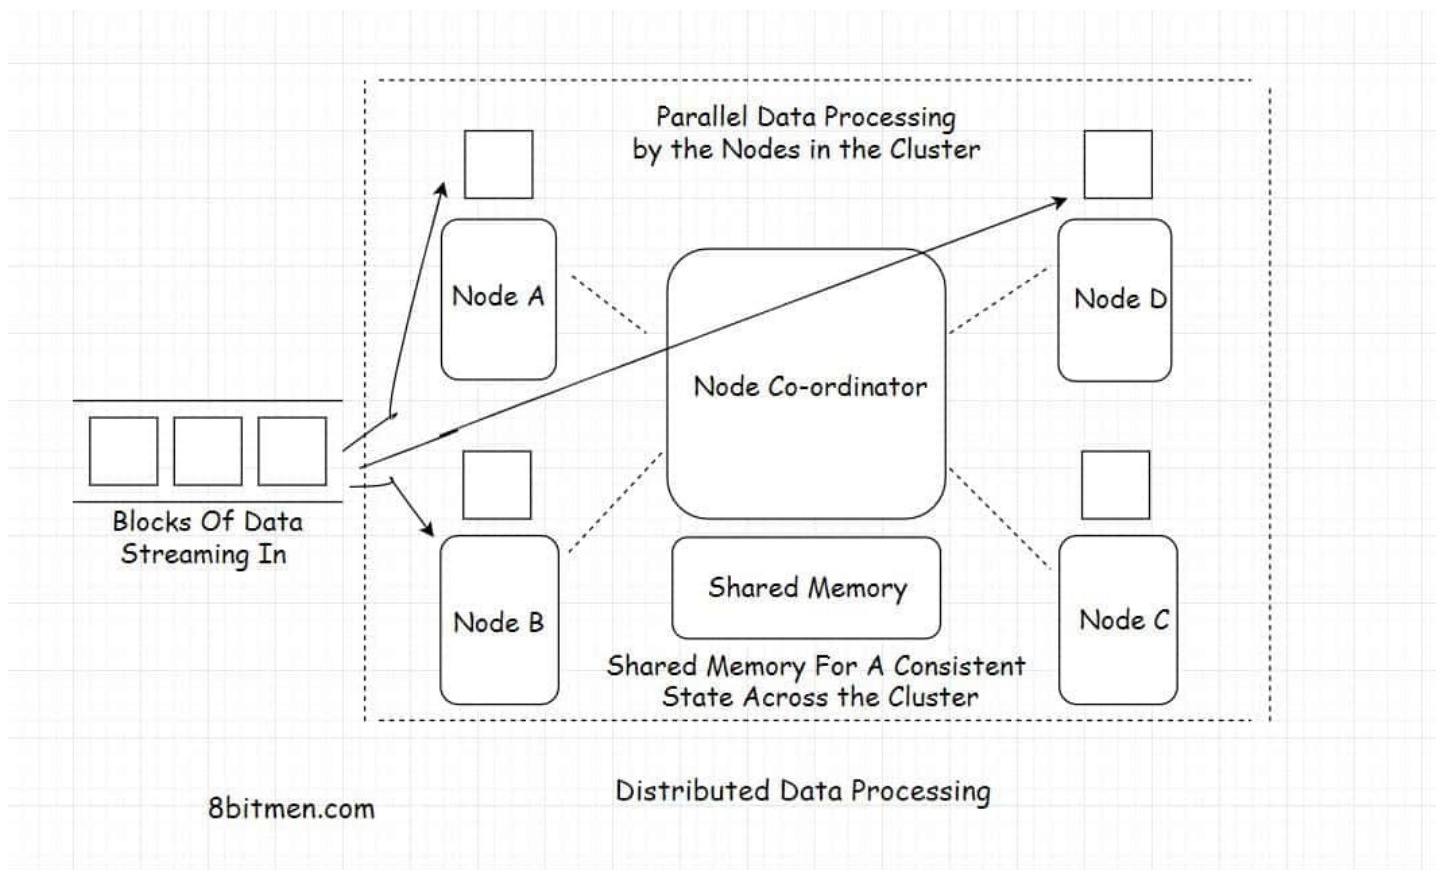 Parallel Data Processing
by the Nodes in the Cluster
Node A
Node D
Node Co-ordinator
Blocks Of Data
Streaming In
Shared Memory
Node B
Node C
Shared Memory For A Consistent
State Across the Cluster
Distributed Data Processing
8bitmen.com